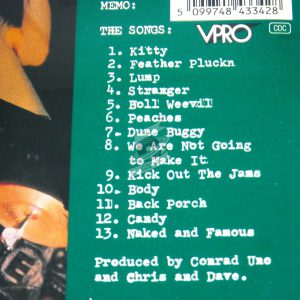 MEMO:
5 099748 433428
THE SONGS:
VPRO
CDC
1. Kitty
2. Feather Pluckn
3. Lump
4. Stranger
5. Boll Weevil
6. Peaches
7. Dune Buggy
8. We Are Not Going
to Make It
9. Kick Out The Jams
10. Body
11. Back Porch
12. Candy
13. Naked and Famous
Produced by Conrad Uno
and Chris and Dave.